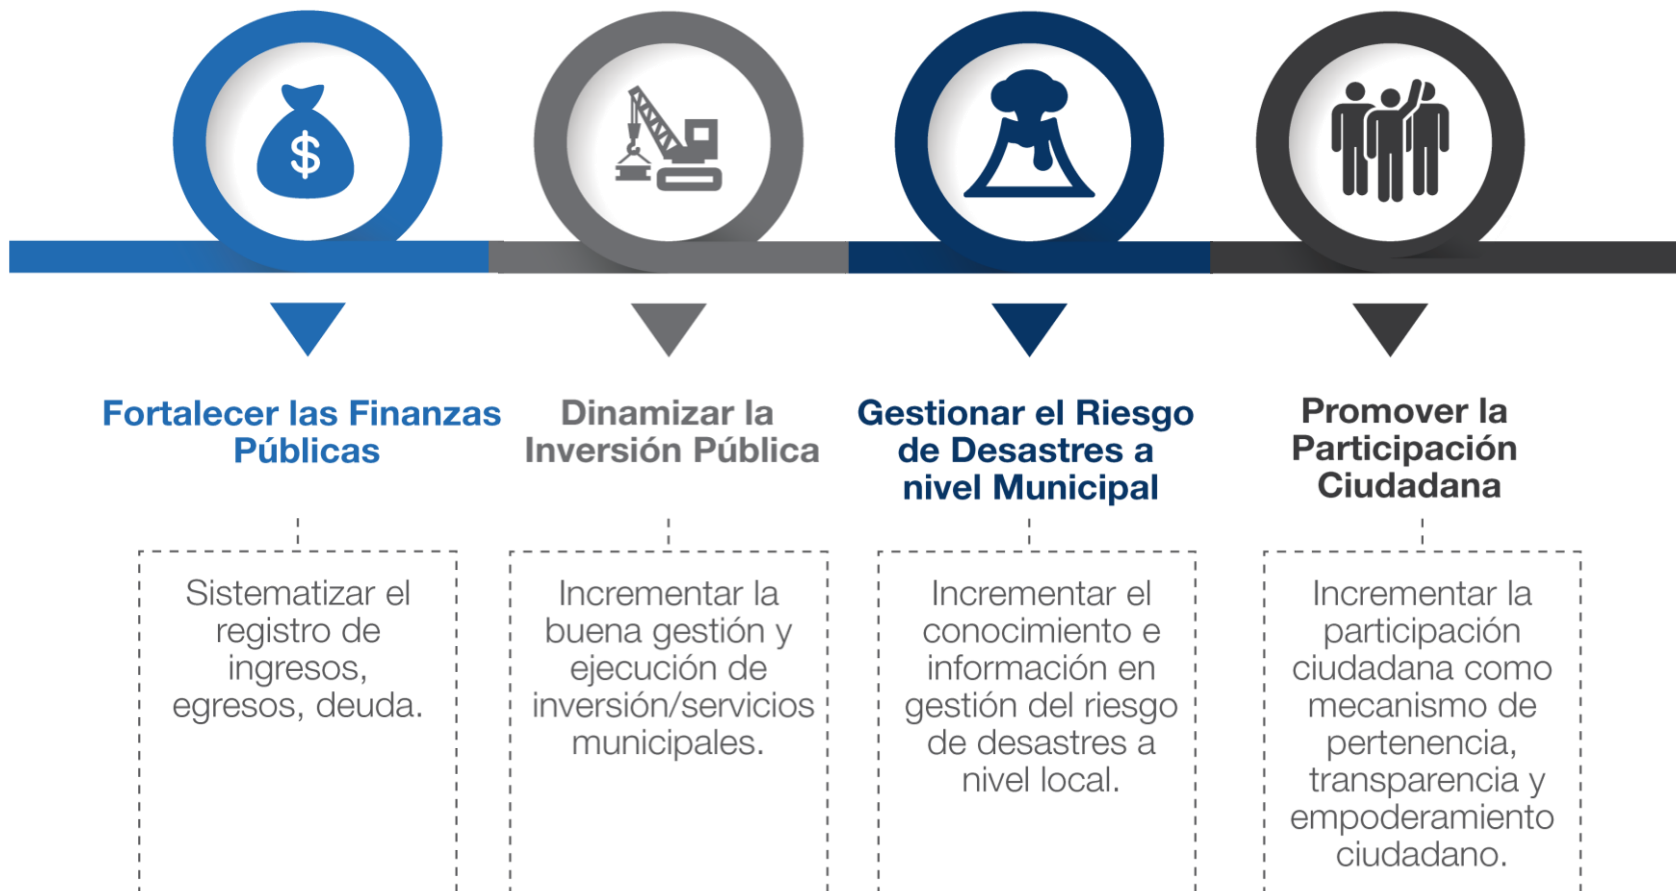 $
Fortalecer las Finanzas
Públicas
Sistematizar el
registro de
ingresos,
egresos, deuda.
Dinamizar la
Inversión Pública
Incrementar la
buena gestión y
ejecución de
inversión/servicios
municipales.
Gestionar el Riesgo
de Desastres a
nivel Municipal
Incrementar el
conocimiento e
información en
gestión del riesgo
de desastres a
nivel local.
Promover la
Participación
Ciudadana
Incrementar la
participación
ciudadana como
mecanismo de
pertenencia,
transparencia y
empoderamiento
ciudadano.